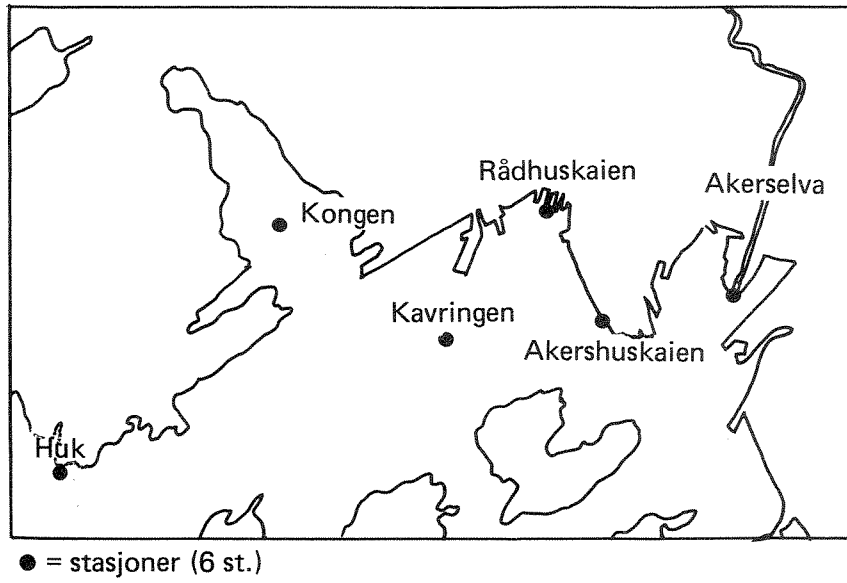 Rådhuskaien
Akerselva
Kongen
Kavringen
Akershuskaien
Huk
● = stasjoner (6 st.)